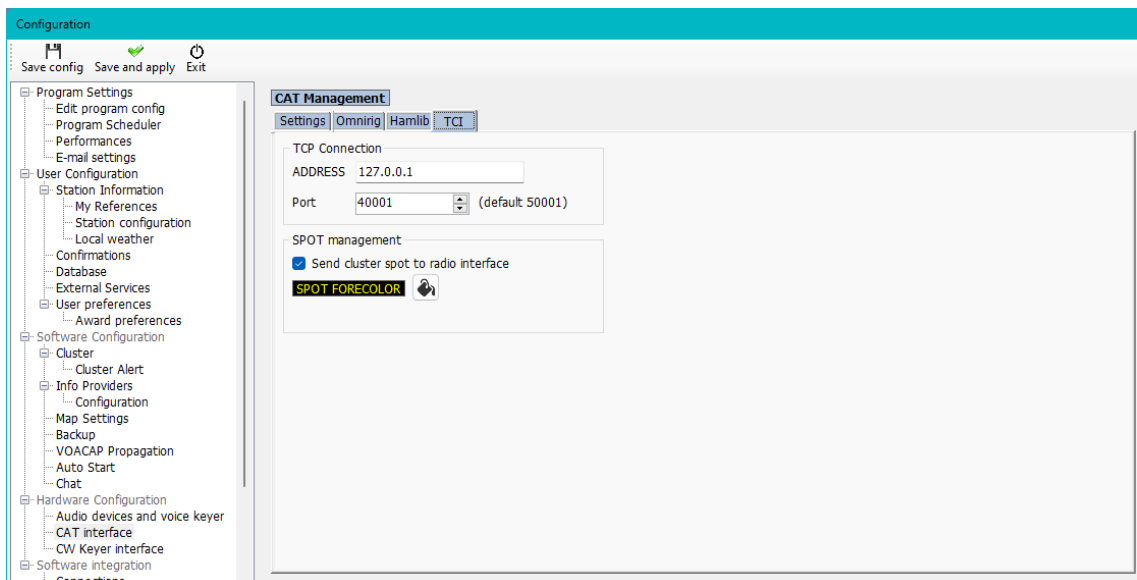 Configuration
Save config Save and apply Exit
Program Settings
Edit program config
Program Scheduler
Performances
E-mail settings
User Configuration
Station Information
My References
Station configuration
Local weather
Confirmations
Database
External Services
User preferences
Award preferences
Software Configuration
Cluster
Cluster Alert
Info Providers
Configuration
Map Settings
Backup
VOACAP Propagation
Auto Start
Chat
Hardware Configuration
Audio devices and voice keyer
CAT interface
CW Keyer interface
Software integration
CAT Management
Settings Omnirig Hamlib TCI
TCP Connection
ADDRESS 127.0.0.1
Port 40001 (default 50001)
SPOT management
Send cluster spot to radio interface
SPOT FORECOLOR